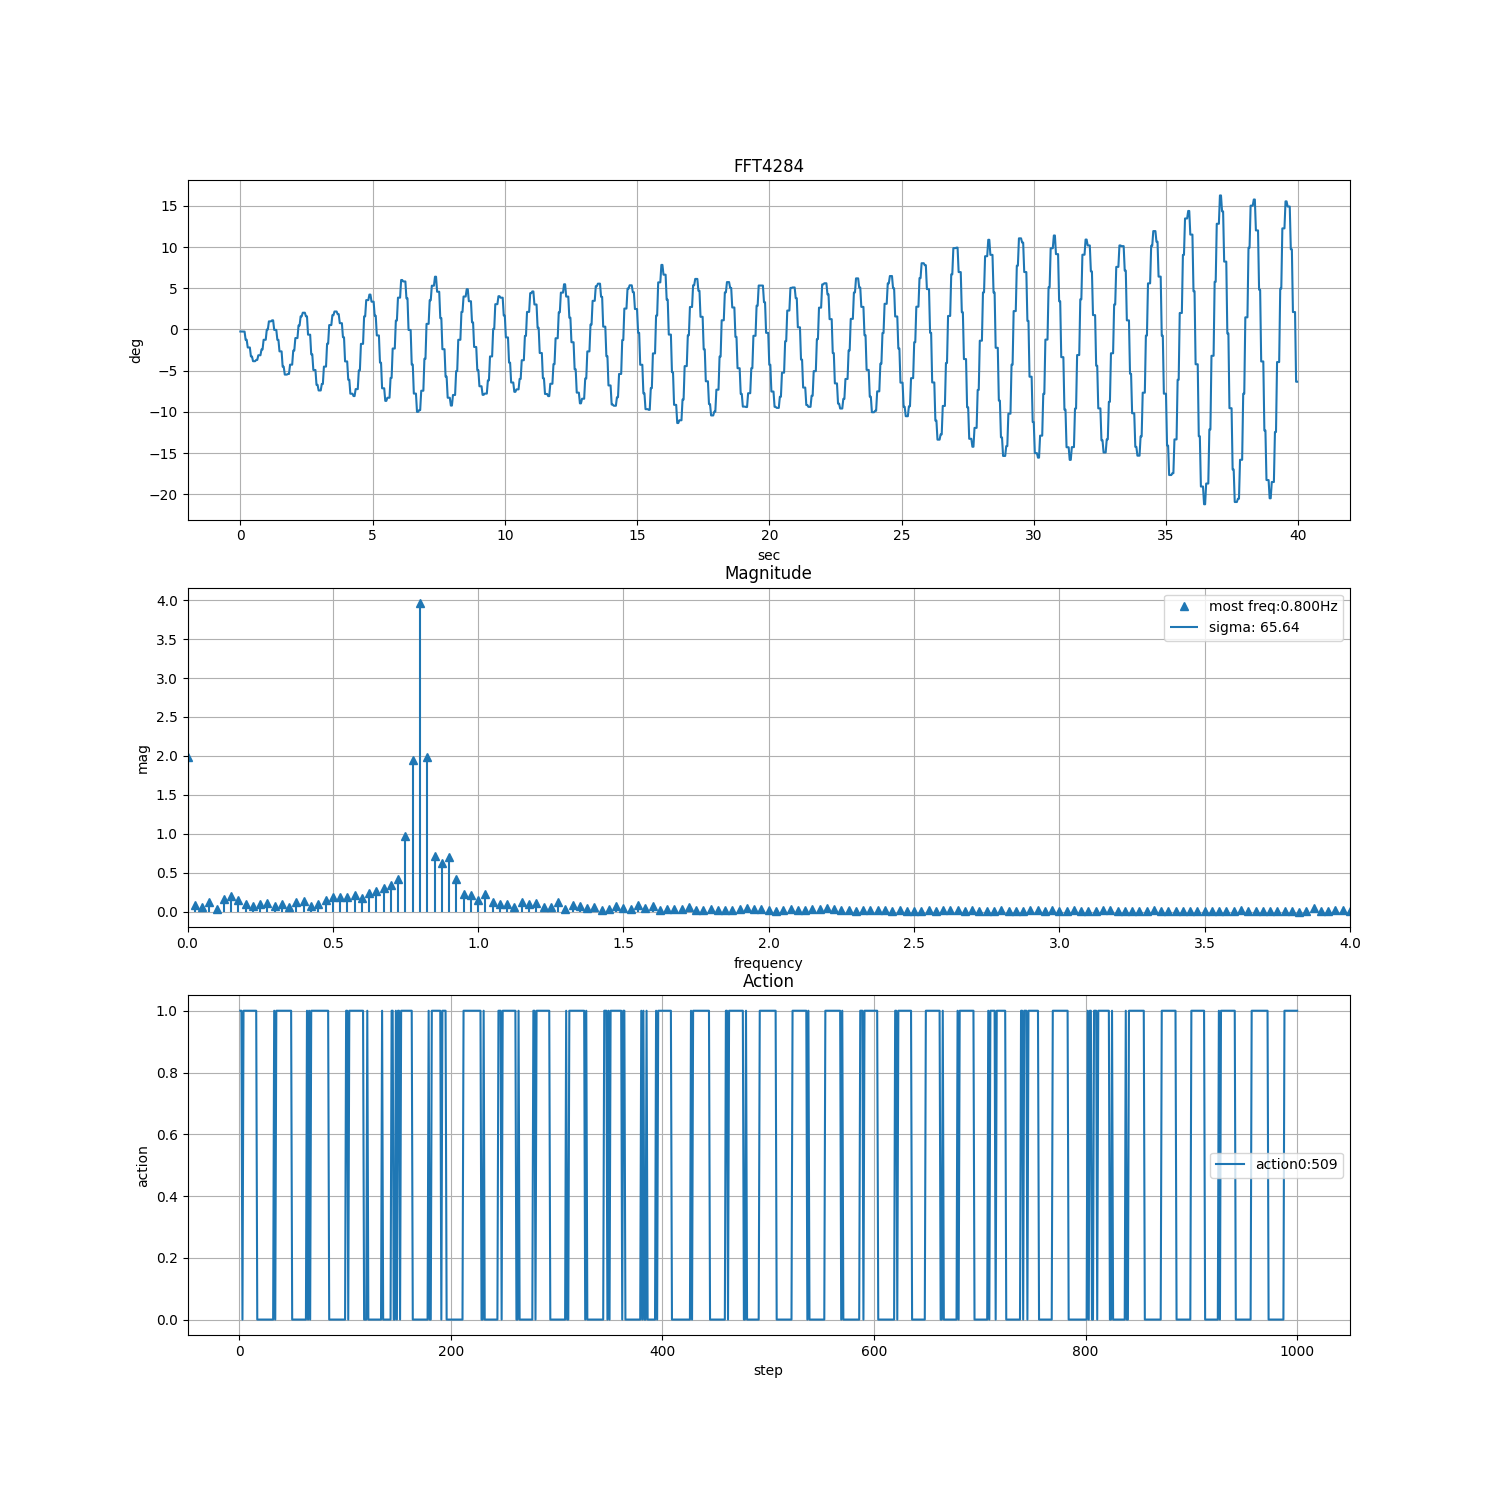 FFT4284
15
10
5
0
−5
−10
−15
−20
deg
0 5 10 15 20 25 30 35 40
sec
Magnitude
4.0
3.5
3.0
2.5
2.0
1.5
1.0
0.5
0.0
mag
most freq:0.800Hz
sigma: 65.64
0.0 0.5 1.0 1.5 2.0 2.5 3.0 3.5 4.0
frequency
Action
1.0
0.8
0.6
0.4
0.2
0.0
action
action0:509
0 200 400 600 800 1000
step